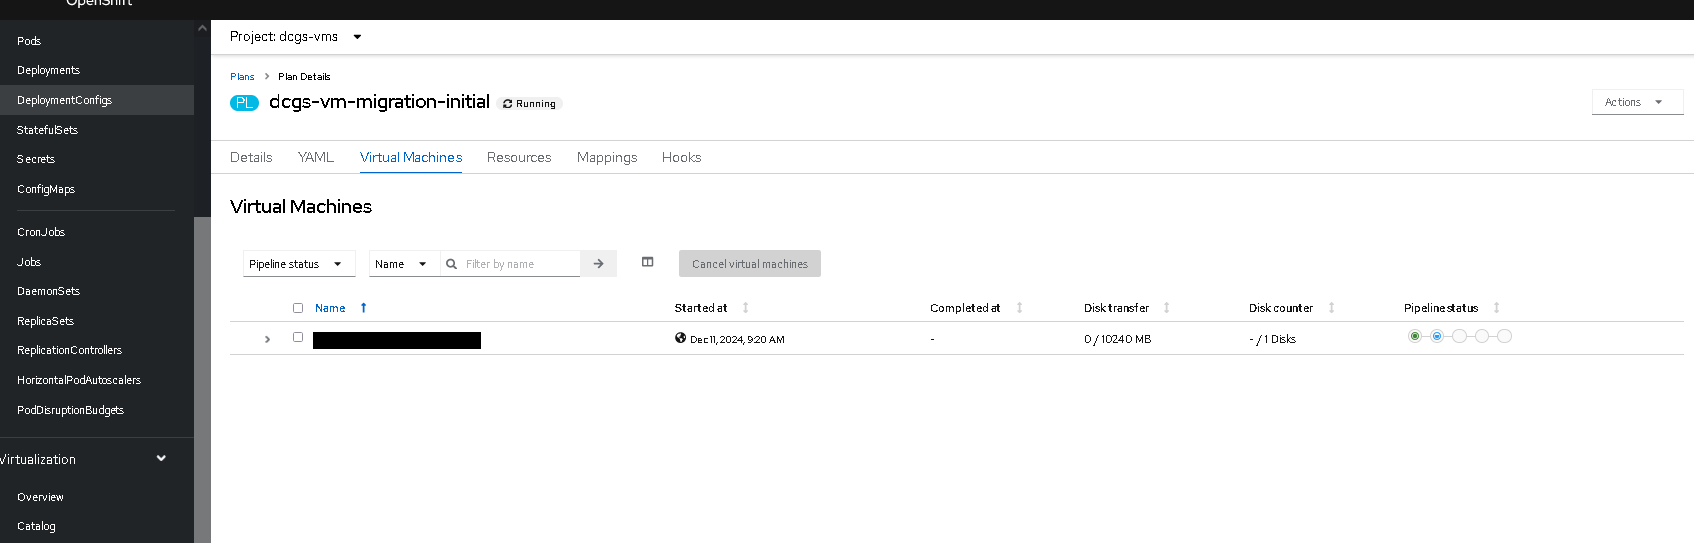 OpenShift
Pods
Deployments
DeploymentConfigs
StatefulSets
Secrets
ConfigMaps
CronJobs
Jobs
DaemonSets
ReplicaSets
ReplicationControllers
HorizontalPodAutoscalers
PodDisruptionBudgets
Virtualization
Overview
Catalog
Project: dcgs-vms
Plans > Plan Details
PL dcgs-vm-migration-initial Running
Actions
Details YAML Virtual Machines Resources Mappings Hooks
Virtual Machines
Pipeline status Name Filter by name Cancel virtual machines
Name Started at Completed at Disk transfer Disk counter Pipeline status
Dec 11, 2024, 9:20 AM - 0 / 10240 MB - / 1 Disks